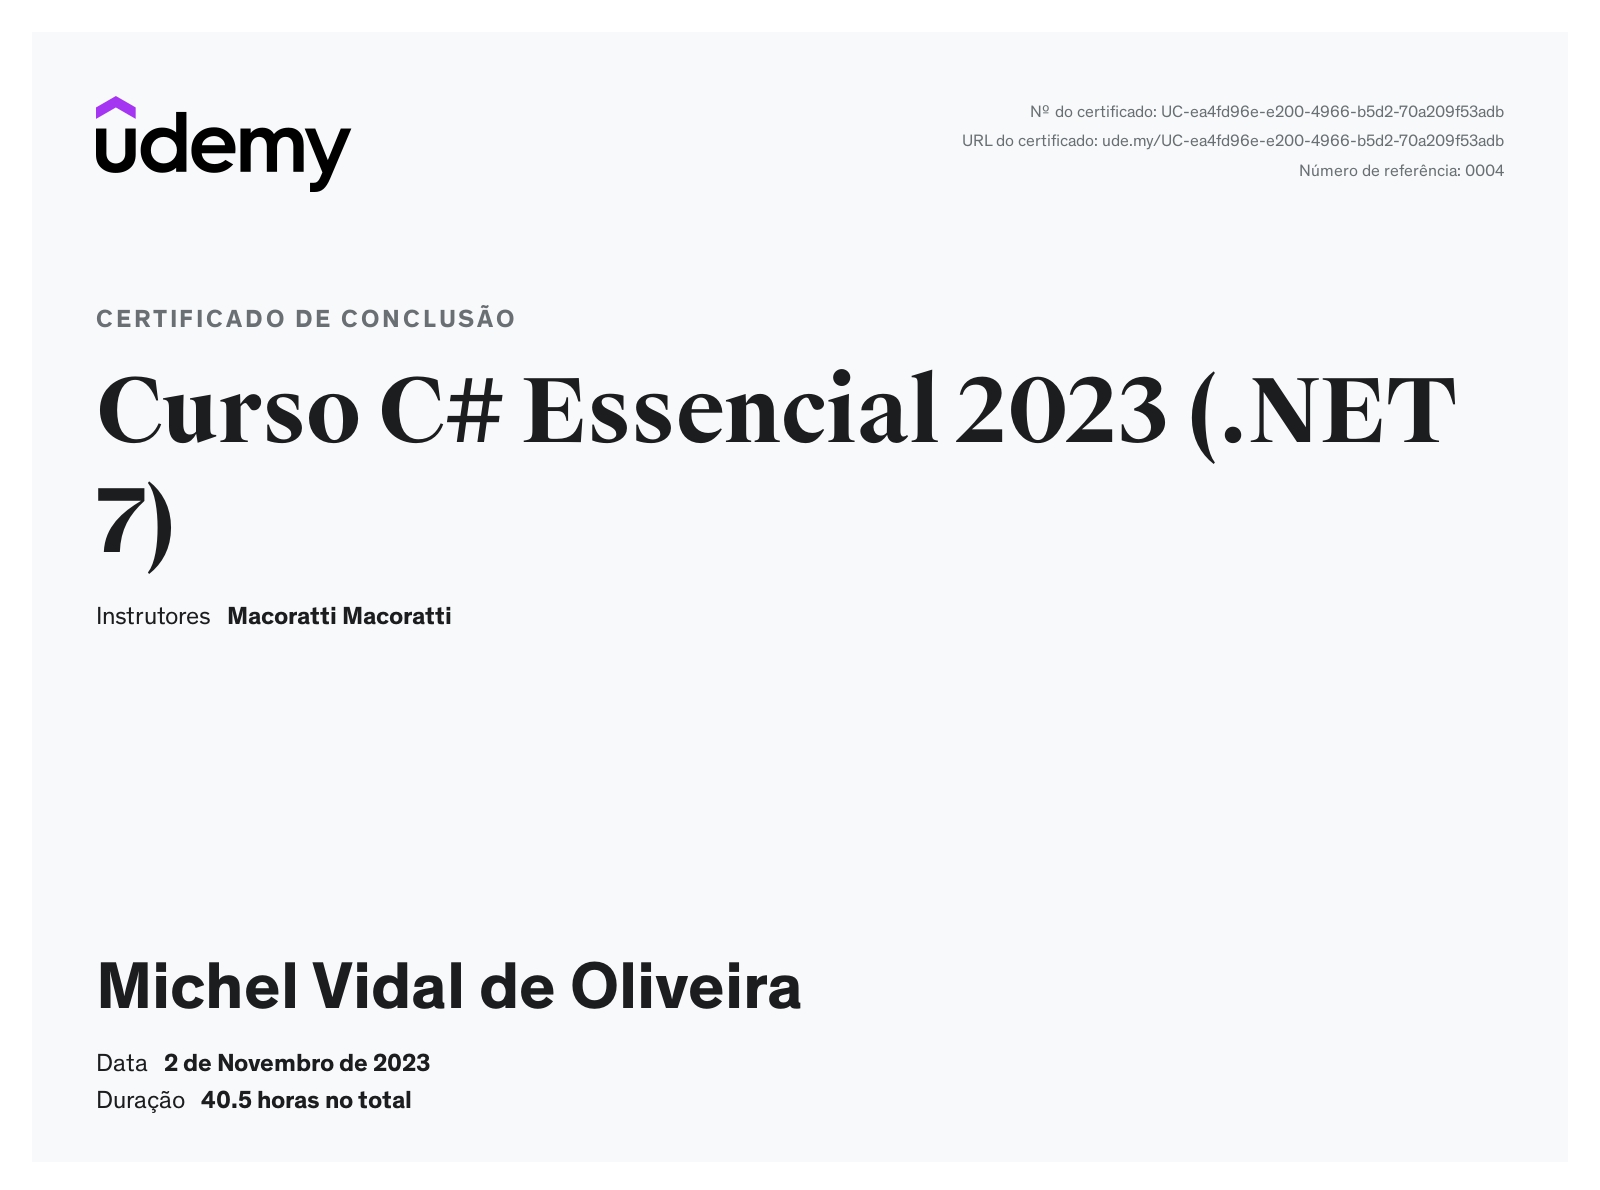 udemy
Nº do certificado: UC-ea4fd96e-e200-4966-b5d2-70a209f53adb
URL do certificado: ude.my/UC-ea4fd96e-e200-4966-b5d2-70a209f53adb
Número de referência: 0004
CERTIFICADO DE CONCLUSÃO
Curso C# Essencial 2023 (.NET
7)
Instrutores Macoratti Macoratti
Michel Vidal de Oliveira
Data 2 de Novembro de 2023
Duração 40.5 horas no total